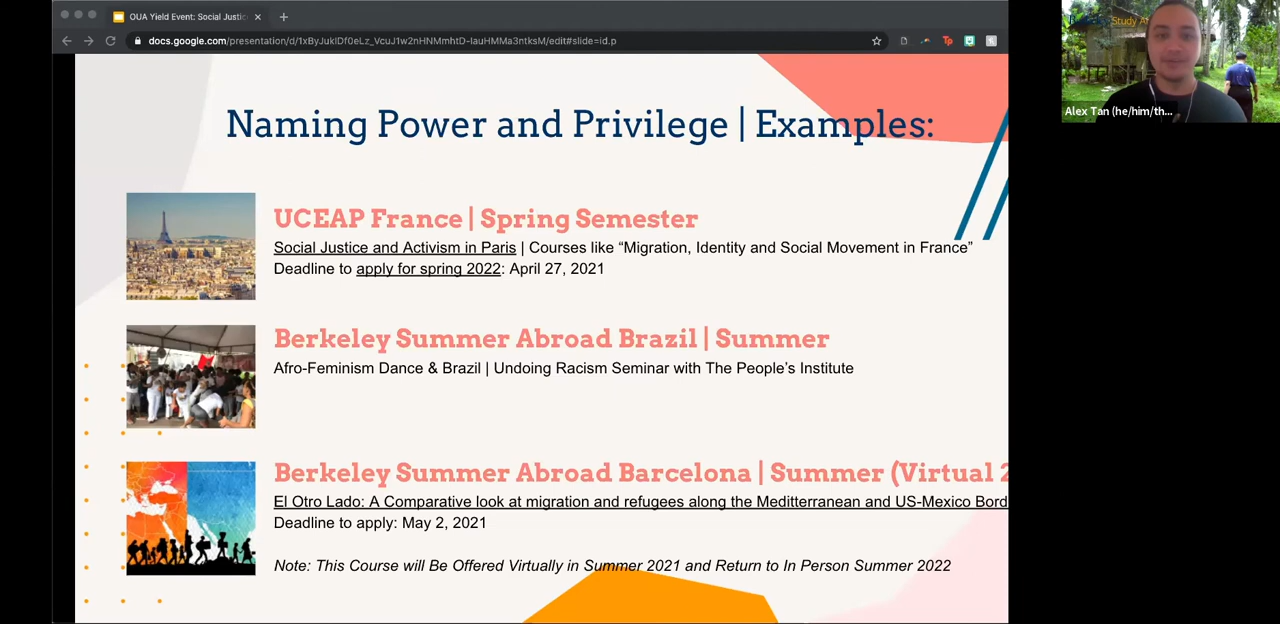 OUA Yield Event: Social Justic
docs.google.com/presentation/d/1xByJuklDf0eLz_VcuJ1w2nHNMmhtD-lauHMMa3ntksM/edit#slide=id.p
Study A
Alex Tan (he/him/th...
Naming Power and Privilege | Examples:
UCEAP France | Spring Semester
Social Justice and Activism in Paris | Courses like “Migration, Identity and Social Movement in France”
Deadline to apply for spring 2022: April 27, 2021
Berkeley Summer Abroad Brazil | Summer
Afro-Feminism Dance & Brazil | Undoing Racism Seminar with The People’s Institute
Berkeley Summer Abroad Barcelona | Summer (Virtual 2
El Otro Lado: A Comparative look at migration and refugees along the Meditterranean and US-Mexico Bord
Deadline to apply: May 2, 2021
Note: This Course will Be Offered Virtually in Summer 2021 and Return to In Person Summer 2022